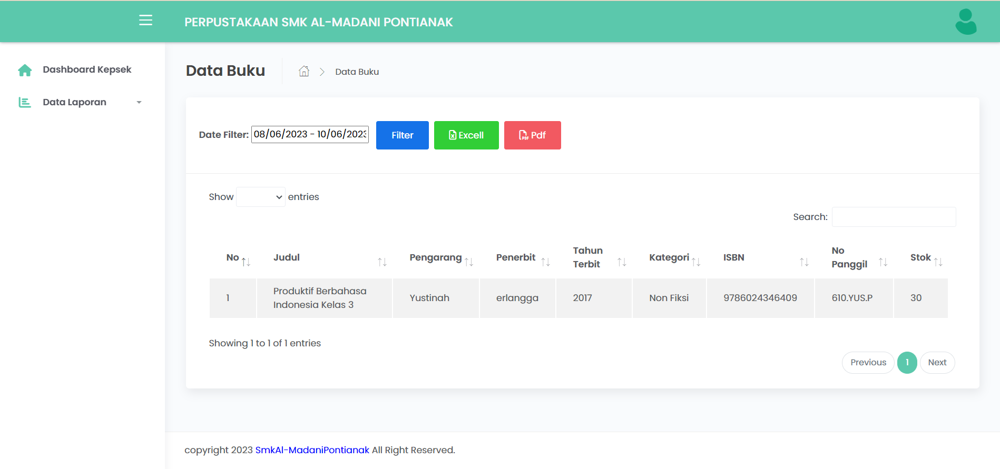 PERPUSTAKAAN SMK AL-MADANI PONTIANAK
Dashboard Kepsek
Data Laporan
Data Buku
Data Buku
Date Filter: 08/06/2023 - 10/06/2023 Filter Excell Pdf
Show entries
Search:
No Judul Pengarang Penerbit Tahun Terbit Kategori ISBN No Panggil Stok
1 Produktif Berbahasa Indonesia Kelas 3 Yustinah erlangga 2017 Non Fiksi 9786024346409 610.YUS.P 30
Showing 1 to 1 of 1 entries
Previous 1 Next
copyright 2023 SmkAl-MadaniPontianak All Right Reserved.